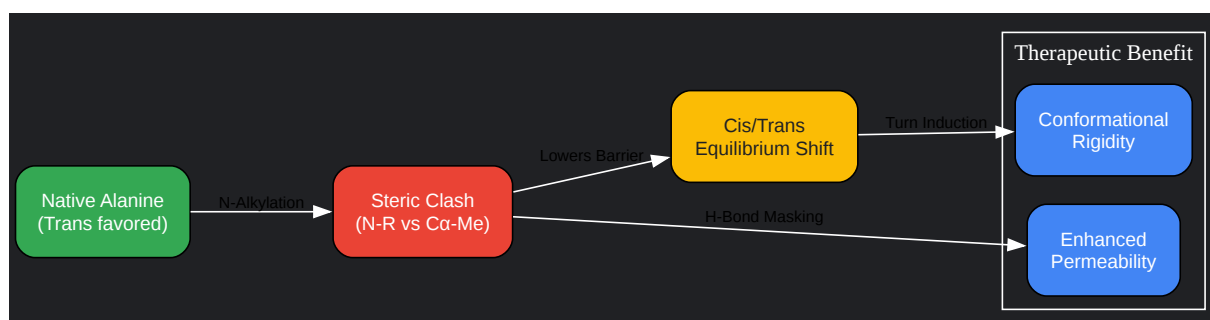 Native Alanine
(Trans favored)
N-Alkylation
Steric Clash
(N-R vs Cα-Me)
Lowers Barrier
H-Bond Masking
Cis/Trans
Equilibrium Shift
Turn Induction
Therapeutic Benefit
Conformational
Rigidity
Enhanced
Permeability